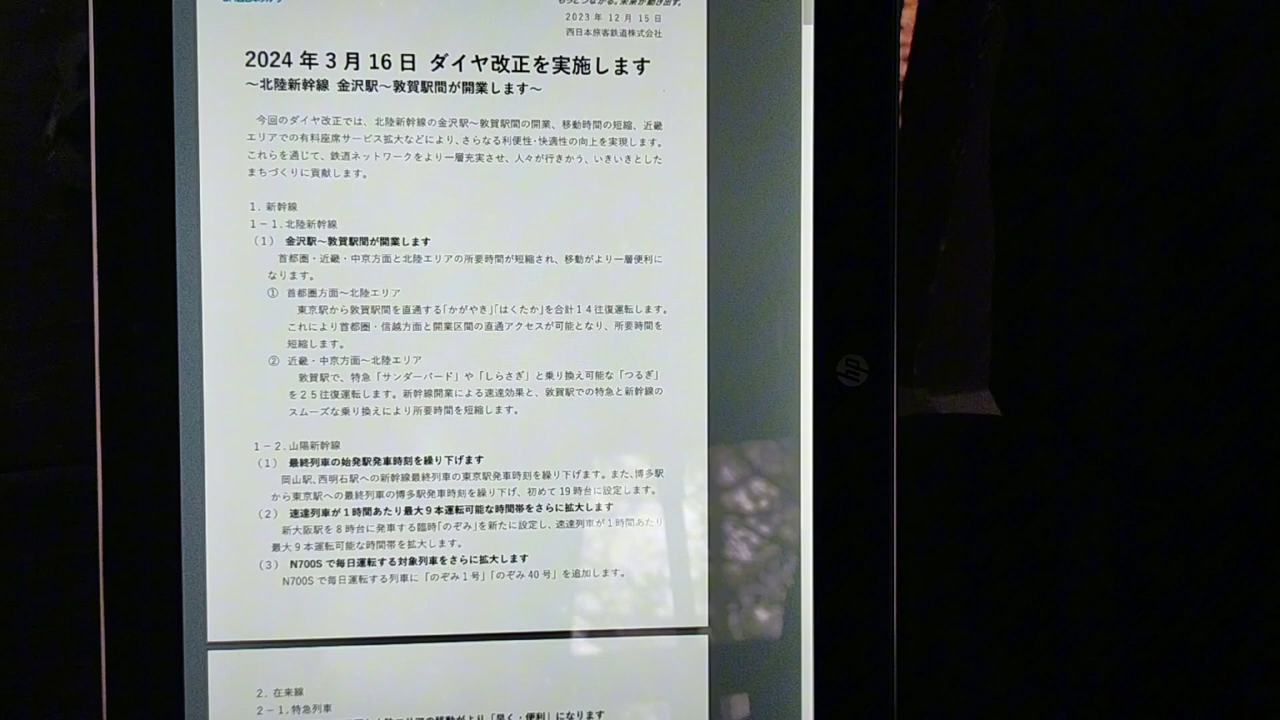 もっとつながる。未来が動き出す。
2023年12月15日
西日本旅客鉄道株式会社
2024年3月16日 ダイヤ改正を実施します
～北陸新幹線 金沢駅～敦賀駅間が開業します～
今回のダイヤ改正では、北陸新幹線の金沢駅～敦賀駅間の開業、移動時間の短縮、近畿
エリアでの有料座席サービス拡大などにより、さらなる利便性・快適性の向上を実現します。
これらを通じて、鉄道ネットワークをより一層充実させ、人々が行きかう、いきいきとした
まちづくりに貢献します。
1. 新幹線
1－1.北陸新幹線
（1） 金沢駅～敦賀駅間が開業します
首都圏・近畿・中京方面と北陸エリアの所要時間が短縮され、移動がより一層便利に
なります。
① 首都圏方面～北陸エリア
東京駅から敦賀駅間を直通する｢かがやき｣｢はくたか｣を合計14往復運転します。
これにより首都圏・信越方面と開業区間の直通アクセスが可能となり、所要時間を
短縮します。
② 近畿・中京方面～北陸エリア
敦賀駅で、特急「サンダーバード」や「しらさぎ」と乗り換え可能な「つるぎ」
を25往復運転します。新幹線開業による速達効果と、敦賀駅での特急と新幹線の
スムーズな乗り換えにより所要時間を短縮します。
1－2.山陽新幹線
（1） 最終列車の始発駅発車時刻を繰り下げます
岡山駅、西明石駅への新幹線最終列車の東京駅発車時刻を繰り下げます。また、博多駅
から東京駅への最終列車の博多駅発車時刻を繰り下げ、初めて19時台に設定します。
（2） 速達列車が1時間あたり最大9本運転可能な時間帯をさらに拡大します
新大阪駅を8時台に発車する臨時｢のぞみ｣を新たに設定し、速達列車が1時間あたり
最大9本運転可能な時間帯を拡大します。
（3） N700Sで毎日運転する対象列車をさらに拡大します
N700Sで毎日運転する列車に「のぞみ1号」「のぞみ40号」を追加します。
hp
2. 在来線
2－1.特急列車
エリアの移動がより「早く・便利」になります